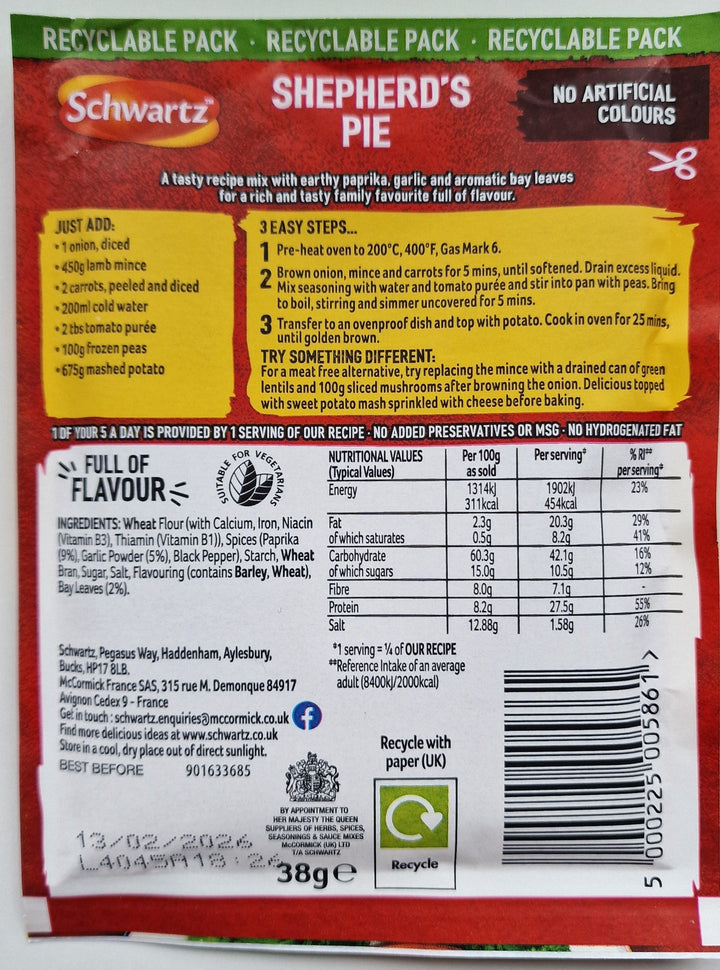 RECYCLABLE PACK · RECYCLABLE PACK · RECYCLABLE PACK
Schwartz™
SHEPHERD'S
PIE
NO ARTIFICIAL
COLOURS
A tasty recipe mix with earthy paprika, garlic and aromatic bay leaves
for a rich and tasty family favourite full of flavour.
JUST ADD:
• 1 onion, diced
• 450g lamb mince
• 2 carrots, peeled and diced
• 200ml cold water
• 2 tbs tomato purée
• 100g frozen peas
• 675g mashed potato
3 EASY STEPS...
1 Pre-heat oven to 200°C, 400°F, Gas Mark 6.
2 Brown onion, mince and carrots for 5 mins, until softened. Drain excess liquid.
Mix seasoning with water and tomato purée and stir into pan with peas. Bring
to boil, stirring and simmer uncovered for 5 mins.
3 Transfer to an ovenproof dish and top with potato. Cook in oven for 25 mins,
until golden brown.
TRY SOMETHING DIFFERENT:
For a meat free alternative, try replacing the mince with a drained can of green
lentils and 100g sliced mushrooms after browning the onion. Delicious topped
with sweet potato mash sprinkled with cheese before baking.
1 OF YOUR 5 A DAY IS PROVIDED BY 1 SERVING OF OUR RECIPE · NO ADDED PRESERVATIVES OR MSG · NO HYDROGENATED FAT
FULL OF
FLAVOUR
SUITABLE FOR VEGETARIANS
INGREDIENTS: Wheat Flour (with Calcium, Iron, Niacin
(Vitamin B3), Thiamin (Vitamin B1)), Spices (Paprika
(9%), Garlic Powder (5%), Black Pepper), Starch, Wheat
Bran, Sugar, Salt, Flavouring (contains Barley, Wheat),
Bay Leaves (2%).
NUTRITIONAL VALUES Per 100g Per serving* % RI**
(Typical Values) as sold per serving*
Energy 1314kJ 1902kJ 23%
311kcal 454kcal
Fat 2.3g 20.3g 29%
of which saturates 0.5g 8.2g 41%
Carbohydrate 60.3g 42.1g 16%
of which sugars 15.0g 10.5g 12%
Fibre 8.0g 7.1g -
Protein 8.2g 27.5g 55%
Salt 12.88g 1.58g 26%
*1 serving = ¼ of OUR RECIPE
**Reference Intake of an average
adult (8400kJ/2000kcal)
Schwartz, Pegasus Way, Haddenham, Aylesbury,
Bucks, HP17 8LB.
McCormick France SAS, 315 rue M. Demonque 84917
Avignon Cedex 9 - France
Get in touch : schwartz.enquiries@mccormick.co.uk
Find more delicious ideas at www.schwartz.co.uk
Store in a cool, dry place out of direct sunlight.
BEST BEFORE 901633685
13/02/2026
L4045A 18:26
BY APPOINTMENT TO
HER MAJESTY THE QUEEN
SUPPLIERS OF HERBS, SPICES,
SEASONINGS & SAUCE MIXES
McCORMICK (UK) LTD
T/A SCHWARTZ
38g℮
Recycle with
paper (UK)
Recycle
5 000225 005861 >